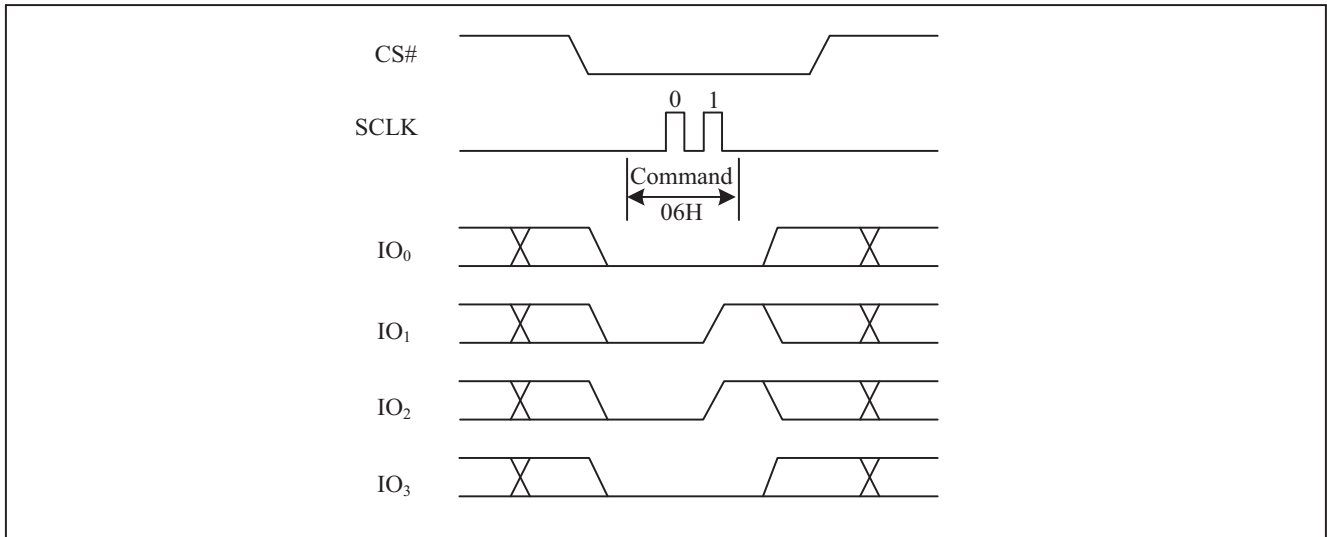 CS#
0 1
SCLK
Command
06H
IO₀
IO₁
IO₂
IO₃